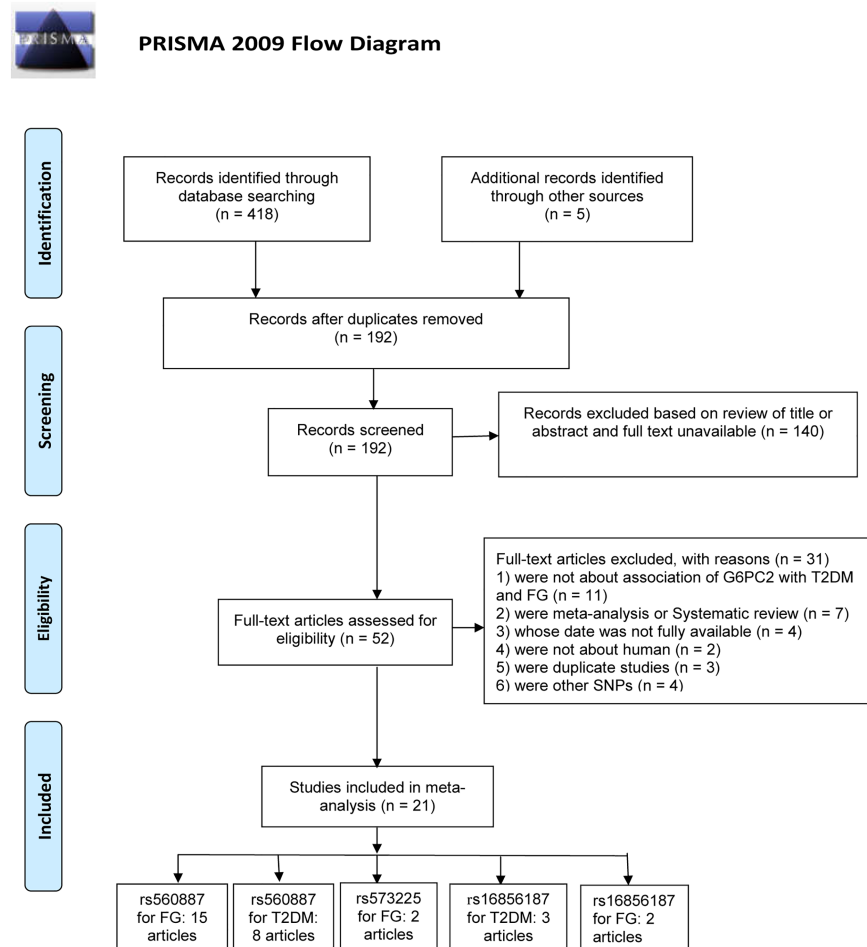 PRISMA
PRISMA 2009 Flow Diagram
Identification
Records identified through
database searching
(n = 418)
Additional records identified
through other sources
(n = 5)
Records after duplicates removed
(n = 192)
Screening
Records screened
(n = 192)
Records excluded based on review of title or
abstract and full text unavailable (n = 140)
Eligibility
Full-text articles assessed for
eligibility (n = 52)
Full-text articles excluded, with reasons (n = 31)
1) were not about association of G6PC2 with T2DM
and FG (n = 11)
2) were meta-analysis or Systematic review (n = 7)
3) whose date was not fully available (n = 4)
4) were not about human (n = 2)
5) were duplicate studies (n = 3)
6) were other SNPs (n = 4)
Included
Studies included in meta-
analysis (n = 21)
rs560887
for FG: 15
articles
rs560887
for T2DM:
8 articles
rs573225
for FG: 2
articles
rs16856187
for T2DM: 3
articles
rs16856187
for FG: 2
articles